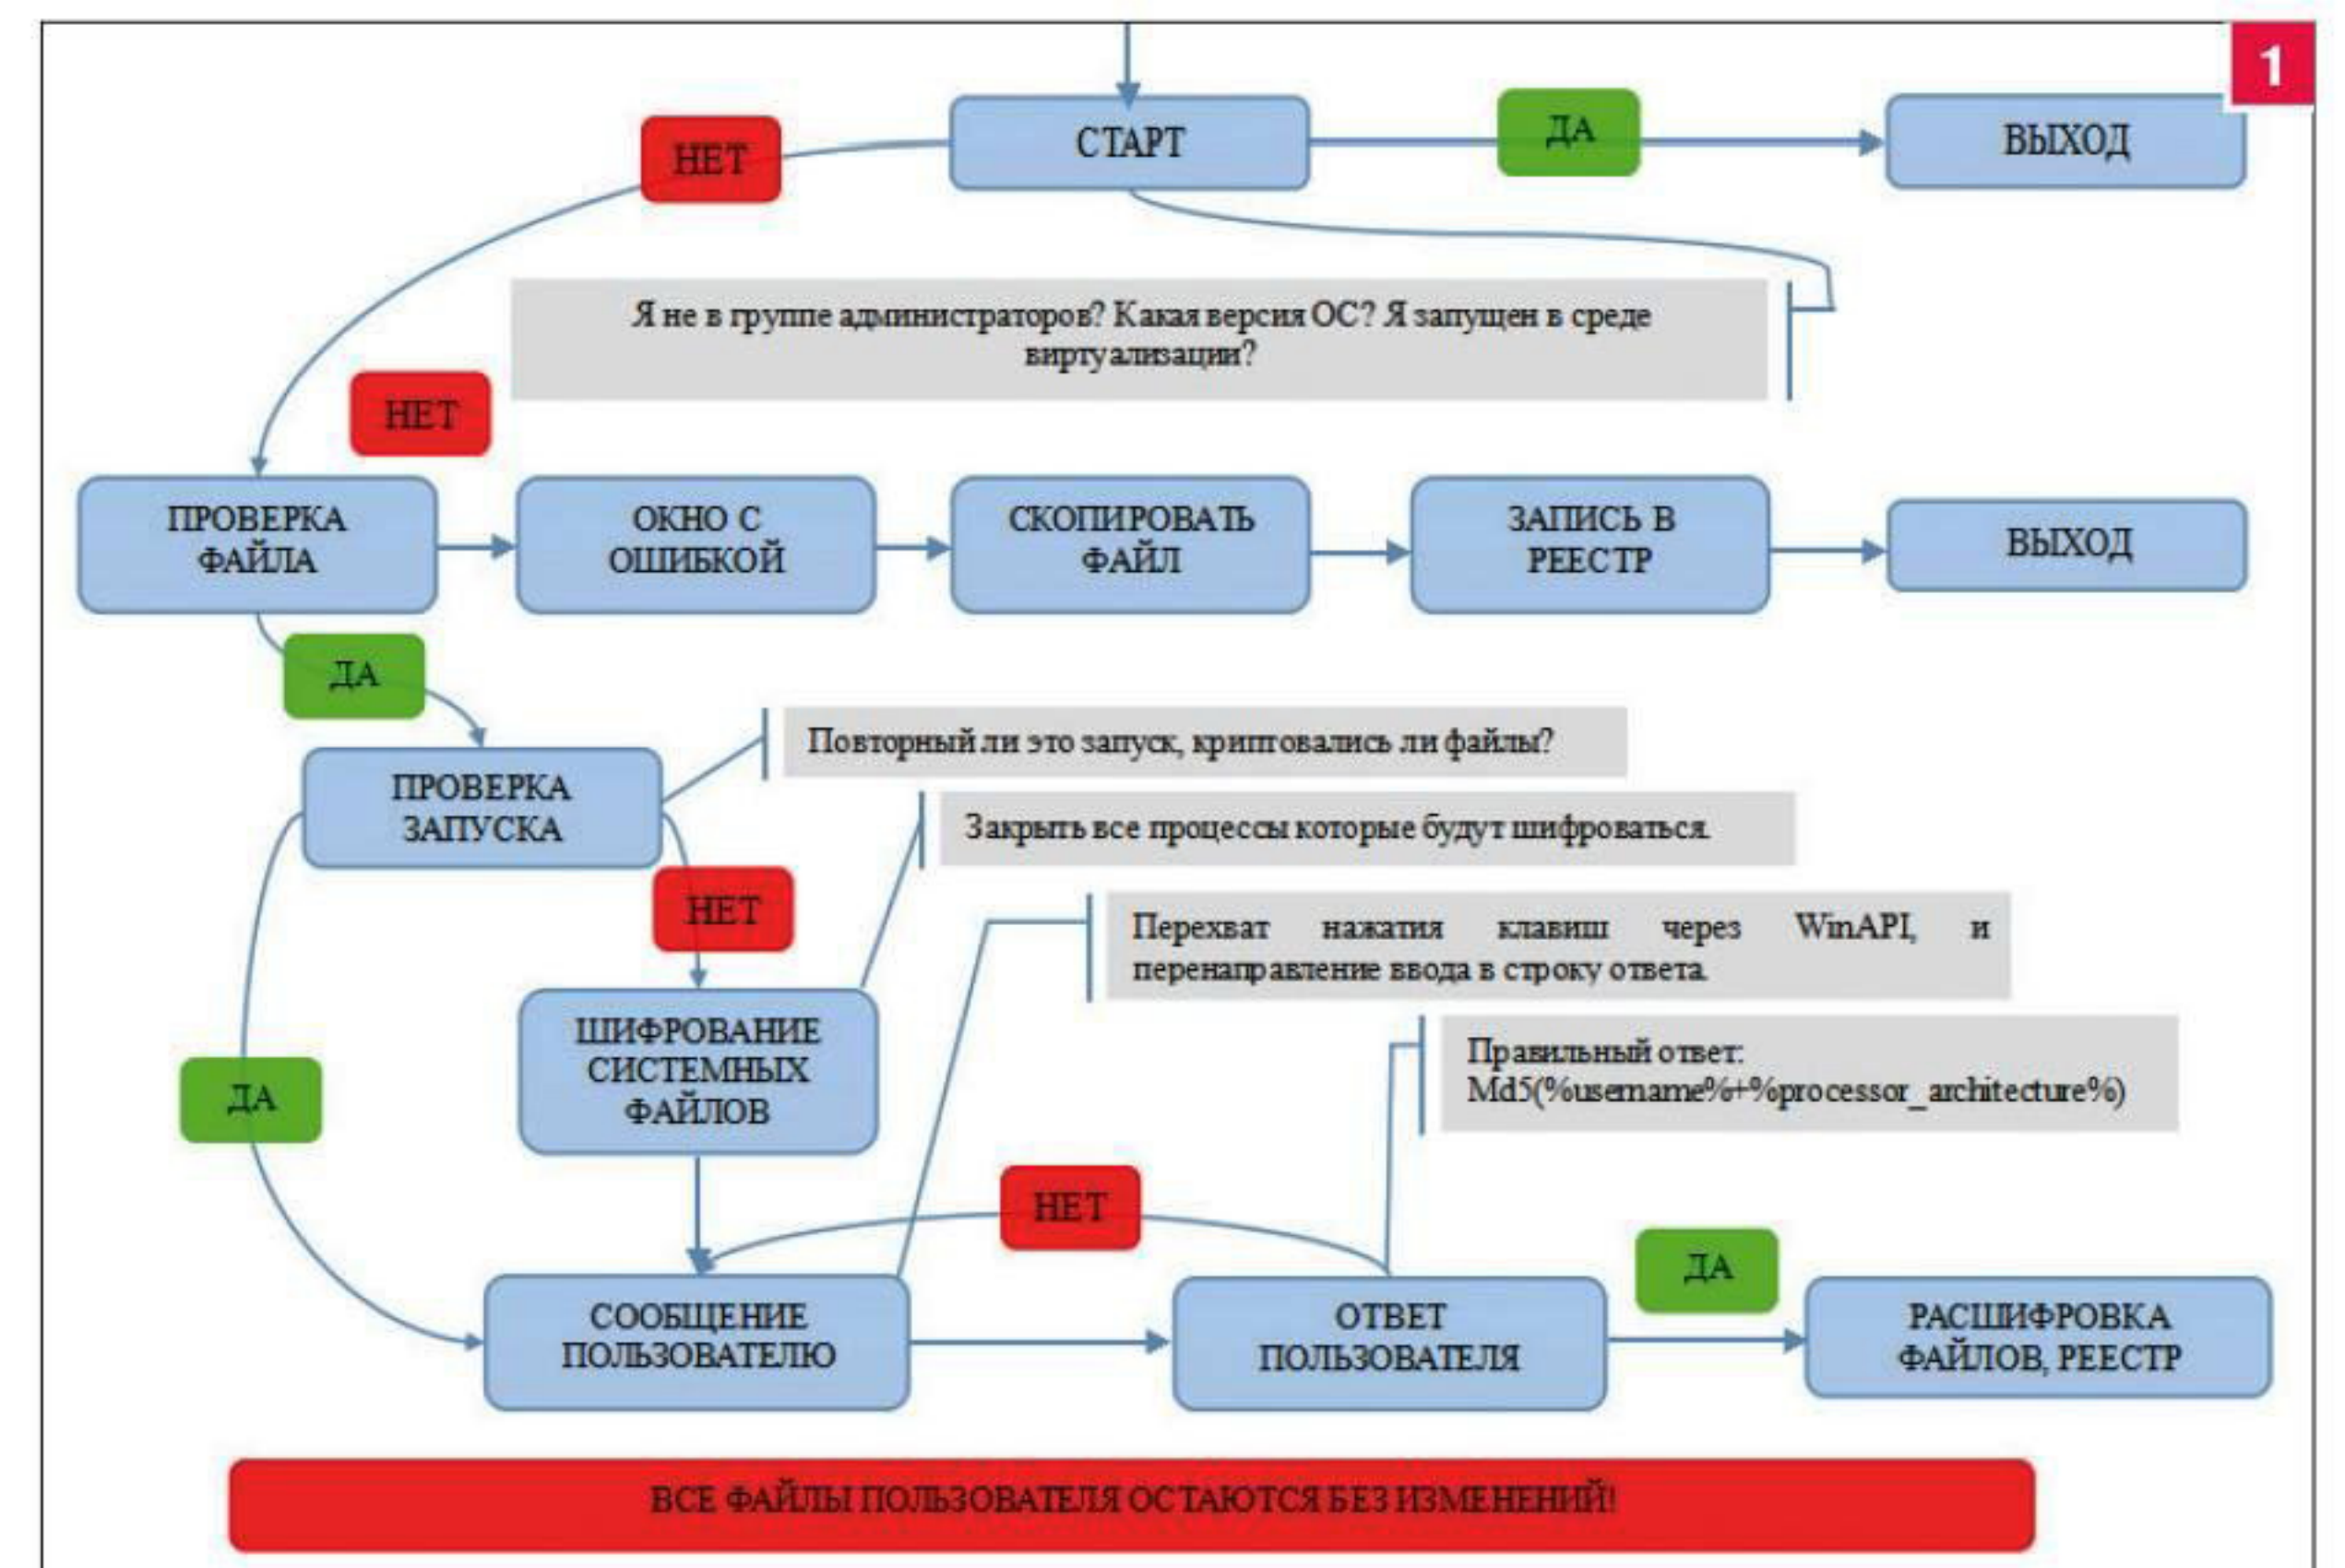 1
СТАРТ
ДА
ВЫХОД
НЕТ
Я не в группе администраторов? Какая версия ОС? Я запущен в среде
виртуализации?
НЕТ
ПРОВЕРКА
ФАЙЛА
ОКНО С
ОШИБКОЙ
СКОПИРОВАТЬ
ФАЙЛ
ЗАПИСЬ В
РЕЕСТР
ВЫХОД
ДА
Повторный ли это запуск, криптовались ли файлы?
ПРОВЕРКА
ЗАПУСКА
Закрыть все процессы которые будут шифроваться.
НЕТ
Перехват нажатия клавиш через WinAPI, и
перенаправление ввода в строку ответа.
ШИФРОВАНИЕ
СИСТЕМНЫХ
ФАЙЛОВ
Правильный ответ:
Md5(%username%+%processor_architecture%)
ДА
НЕТ
ДА
СООБЩЕНИЕ
ПОЛЬЗОВАТЕЛЮ
ОТВЕТ
ПОЛЬЗОВАТЕЛЯ
РАСШИФРОВКА
ФАЙЛОВ, РЕЕСТР
ВСЕ ФАЙЛЫ ПОЛЬЗОВАТЕЛЯ ОСТАЮТСЯ БЕЗ ИЗМЕНЕНИЙ!